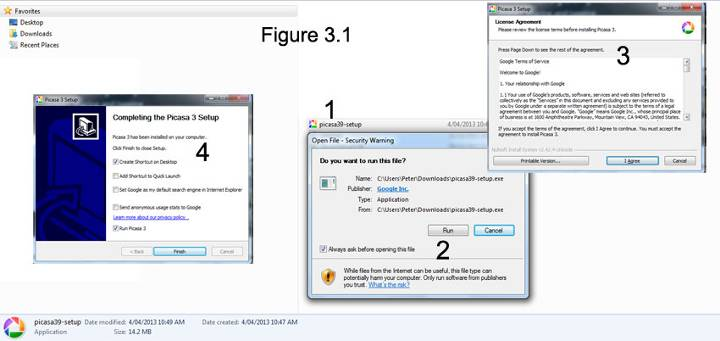 Favorites
Desktop
Downloads
Recent Places
Figure 3.1
1
picasa39-setup
4/04/2013 10:4
Open File - Security Warning
Do you want to run this file?
Name: C:\Users\Peter\Downloads\picasa39-setup.exe
Publisher: Google Inc.
Type: Application
From: C:\Users\Peter\Downloads\picasa39-setup.exe
Run
Cancel
Always ask before opening this file
2
While files from the Internet can be useful, this file type can
potentially harm your computer. Only run software from publishers
you trust. What's the risk?
Picasa 3 Setup
License Agreement
Please review the license terms before installing Picasa 3.
3
Press Page Down to see the rest of the agreement.
Google Terms of Service
Welcome to Google!
1. Your relationship with Google
1.1 Your use of Google's products, software, services and web sites (referred to
collectively as the "Services" in this document and excluding any services provided to
you by Google under a separate written agreement) is subject to the terms of a legal
agreement between you and Google. "Google" means Google Inc., whose principal place
of business is at 1600 Amphitheatre Parkway, Mountain View, CA 94043, United States.
If you accept the terms of the agreement, click I Agree to continue. You must accept the
agreement to install Picasa 3.
Printable Version...
I Agree
Cancel
Picasa 3 Setup
Completing the Picasa 3 Setup
Picasa 3 has been installed on your computer.
Click Finish to close Setup.
4
Create Shortcut on Desktop
Add Shortcut to Quick Launch
Set Google as my default search engine in Internet Explorer
Send anonymous usage stats to Google
Learn more about our privacy policy...
Run Picasa 3
< Back
Finish
Cancel
picasa39-setup Date modified: 4/04/2013 10:49 AM Date created: 4/04/2013 10:47 AM
Application Size: 14.2 MB